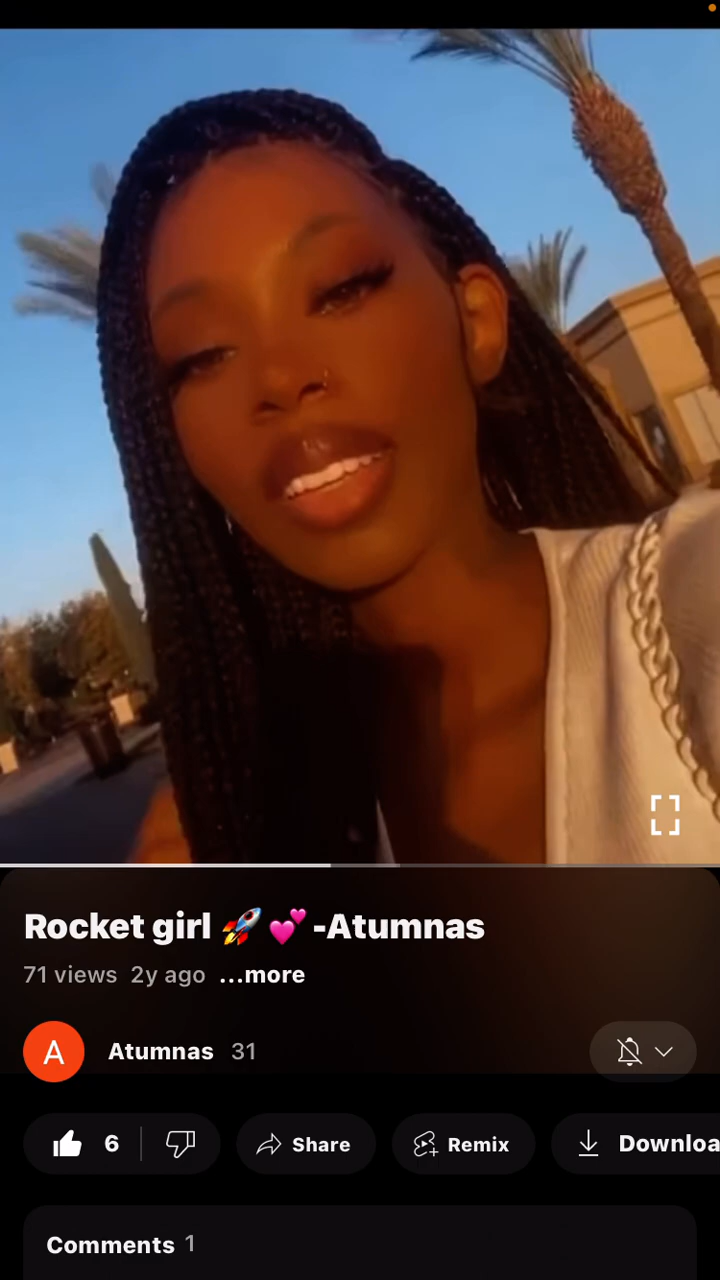 Rocket girl 🚀 💕 -Atumnas
71 views 2y ago ...more
A Atumnas 31
6 Share Remix Downloa
Comments 1